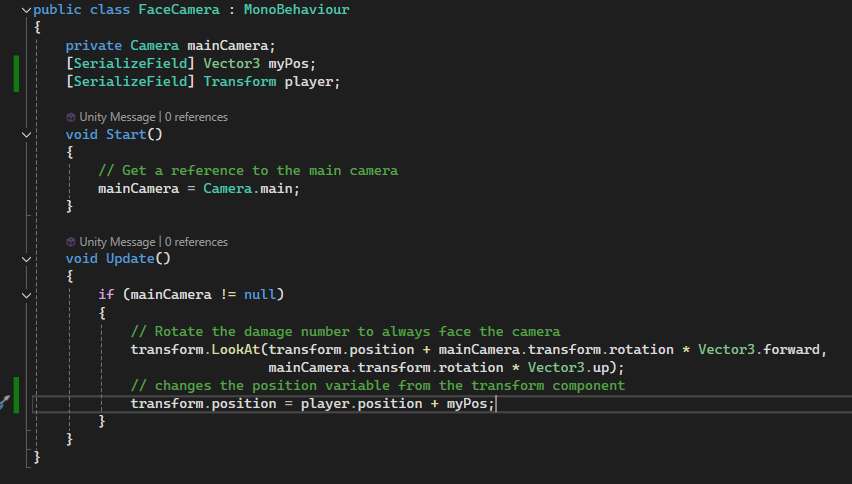 public class FaceCamera : MonoBehaviour
{
private Camera mainCamera;
[SerializeField] Vector3 myPos;
[SerializeField] Transform player;
Unity Message | 0 references
void Start()
{
// Get a reference to the main camera
mainCamera = Camera.main;
}
Unity Message | 0 references
void Update()
{
if (mainCamera != null)
{
// Rotate the damage number to always face the camera
transform.LookAt(transform.position + mainCamera.transform.rotation * Vector3.forward,
mainCamera.transform.rotation * Vector3.up);
// changes the position variable from the transform component
transform.position = player.position + myPos;
}
}
}